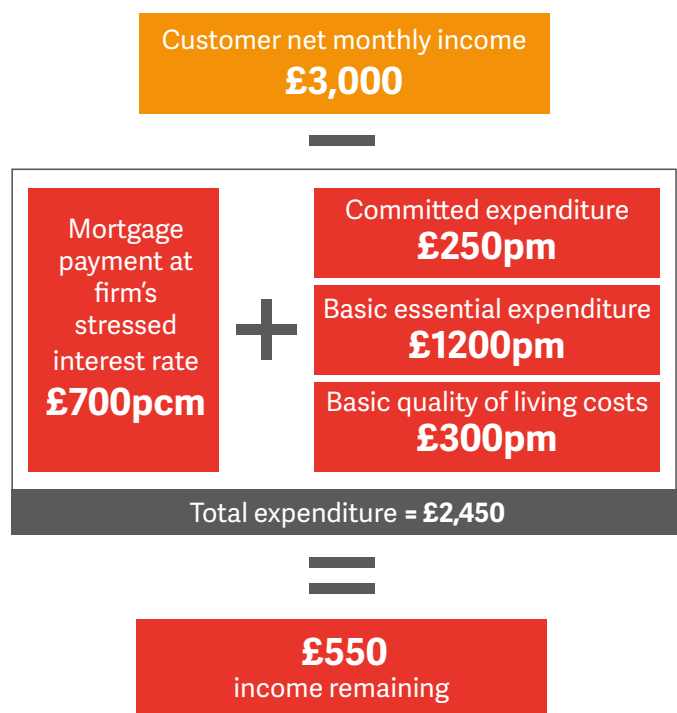 Customer net monthly income
£3,000
Mortgage
payment at
firm's
stressed
interest rate
£700pcm
Committed expenditure
£250pm
Basic essential expenditure
£1200pm
Basic quality of living costs
£300pm
Total expenditure = £2,450
£550
income remaining